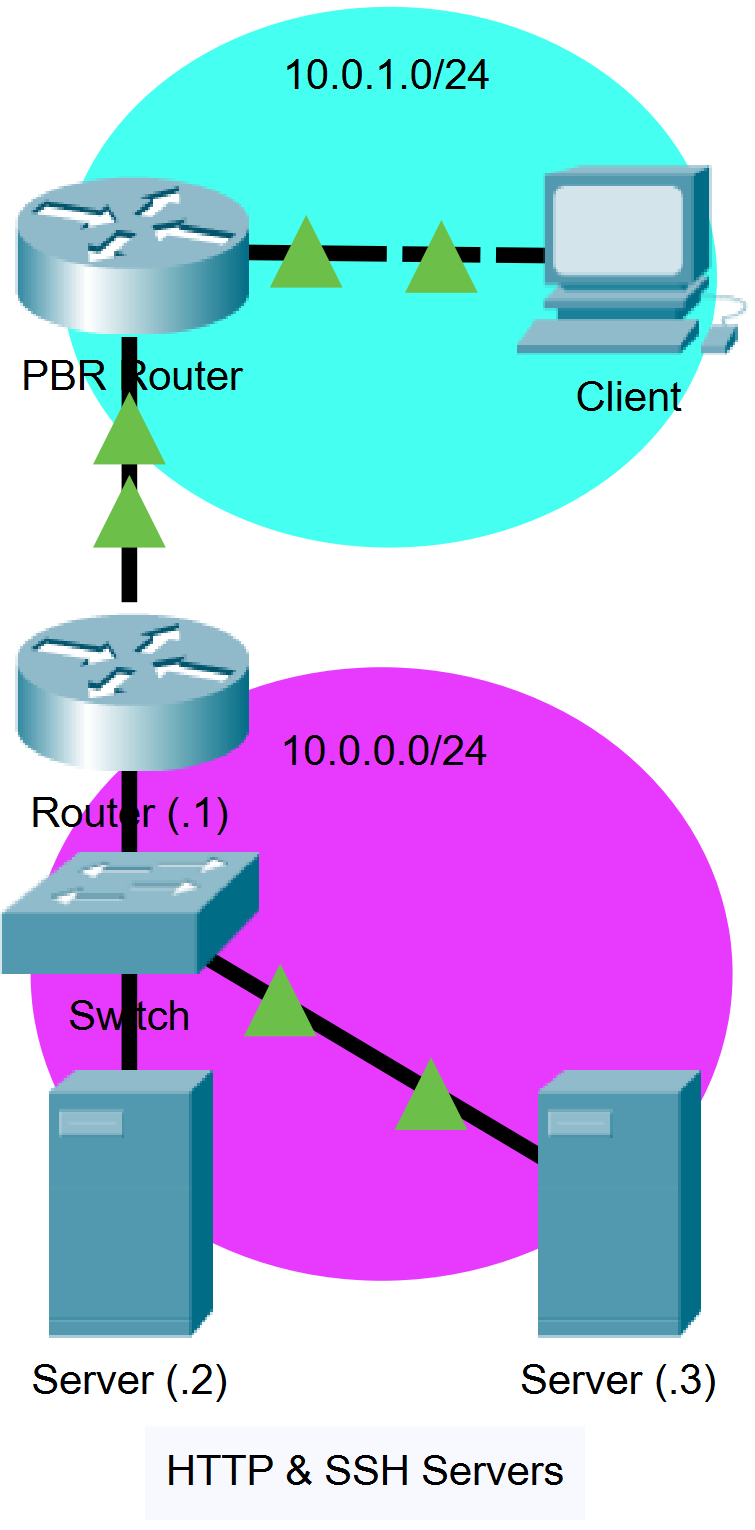 10.0.1.0/24
PBR Router
Client
10.0.0.0/24
Router (.1)
Switch
Server (.2)
Server (.3)
HTTP & SSH Servers